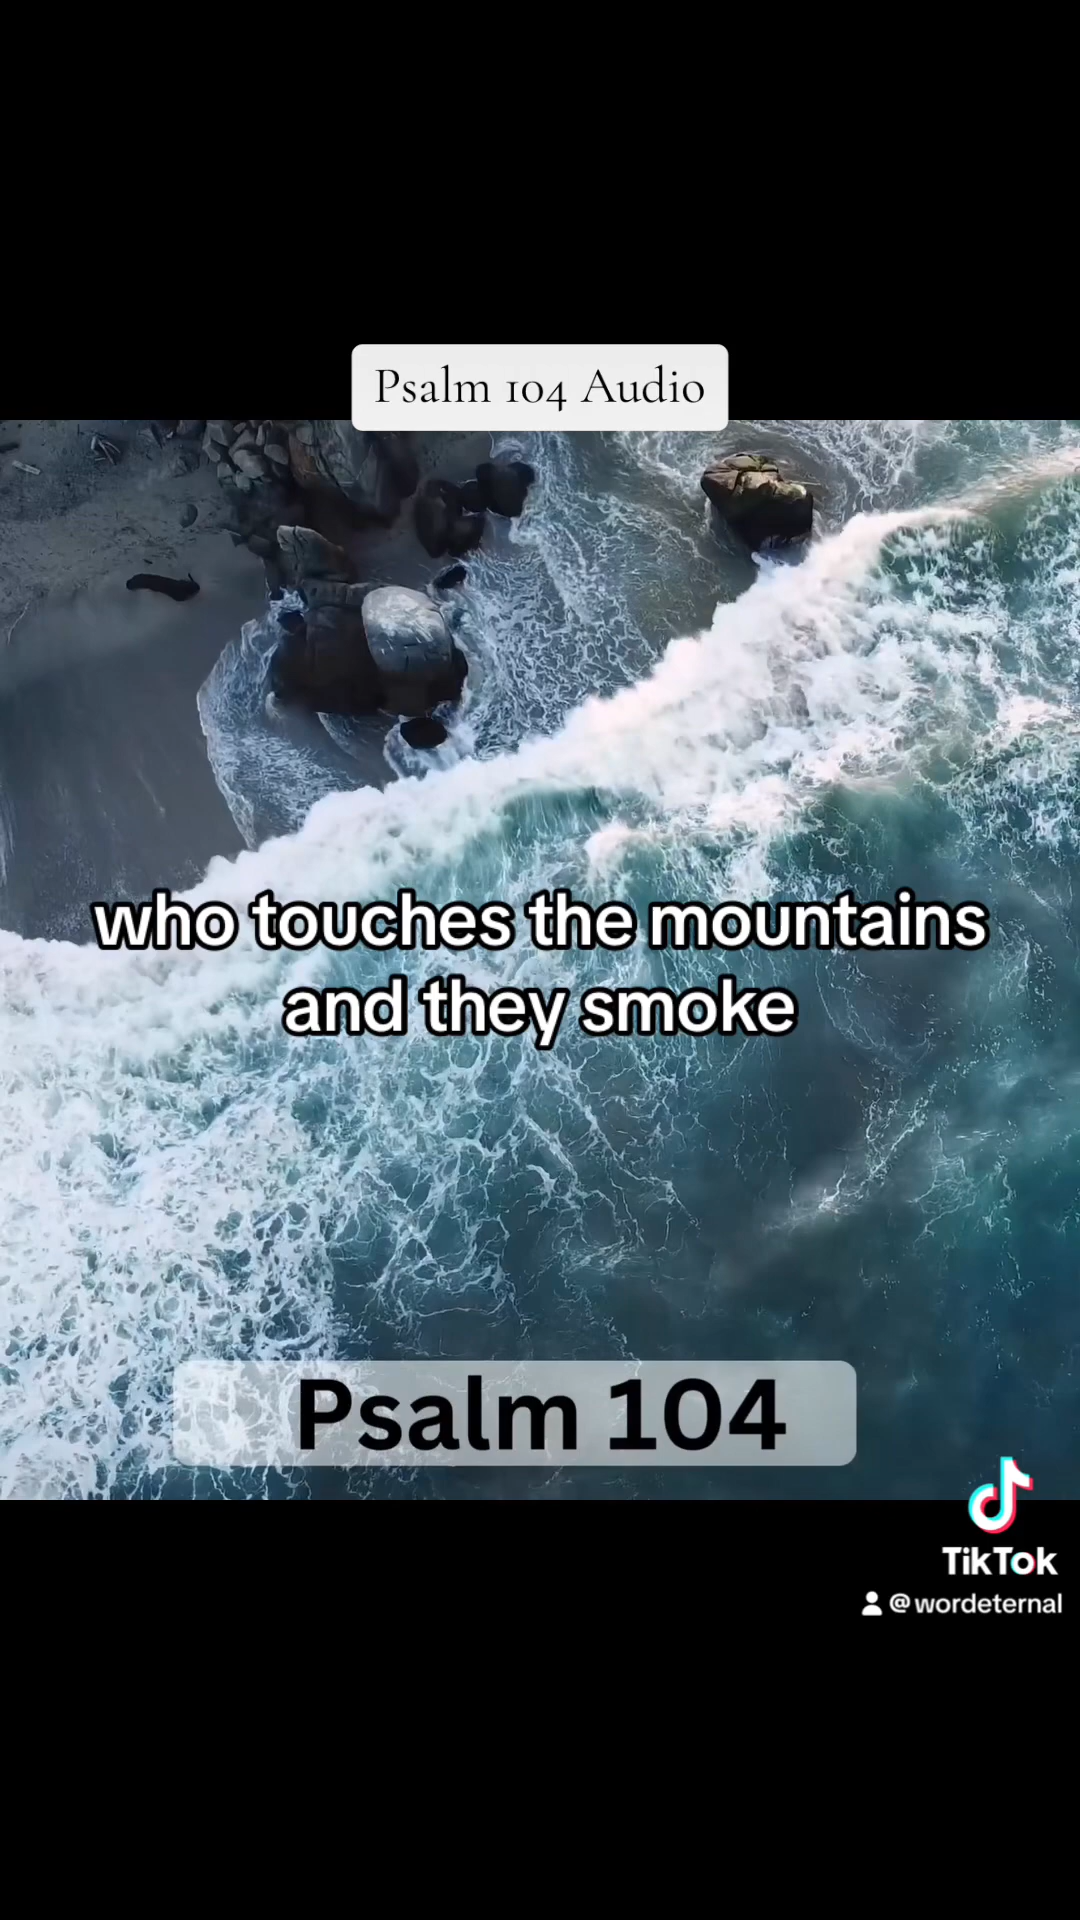 Psalm 104 Audio
who touches the mountains
and they smoke
Psalm 104
TikTok
@wordeternal